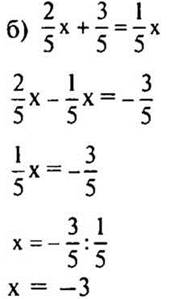 б) 2/5 x + 3/5 = 1/5 x
2/5 x - 1/5 x = - 3/5
1/5 x = - 3/5
x = - 3/5 : 1/5
x = -3